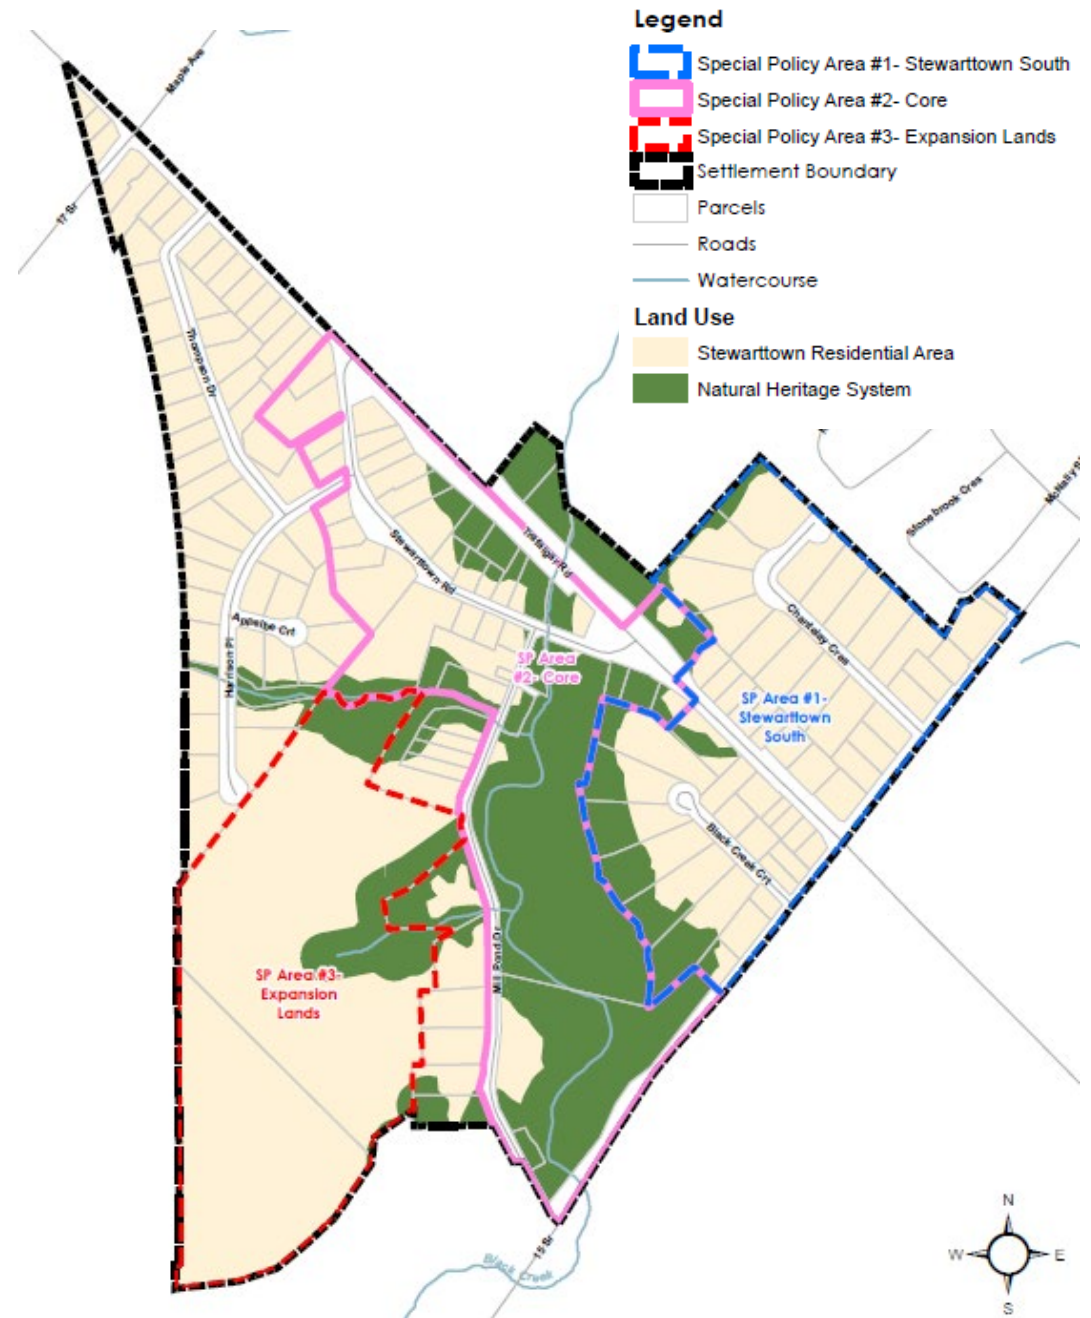 Legend
Special Policy Area #1- Stewarttown South
Special Policy Area #2- Core
Special Policy Area #3- Expansion Lands
Settlement Boundary
Parcels
Roads
Watercourse
Land Use
Stewarttown Residential Area
Natural Heritage System
Maple Ave
17 Sr
Thompson Dr
Stewarttown Rd
Trafalgar Rd
Stonebrook Cres
McNally
Chantelay Cres
Appelbe Crt
Harrison Pl
SP Area
#2- Core
SP Area #1-
Stewarttown
South
Black Creek Crt
Mill Pond Dr
SP Area #3-
Expansion
Lands
15 Sr
Black Creek
N
W
E
S